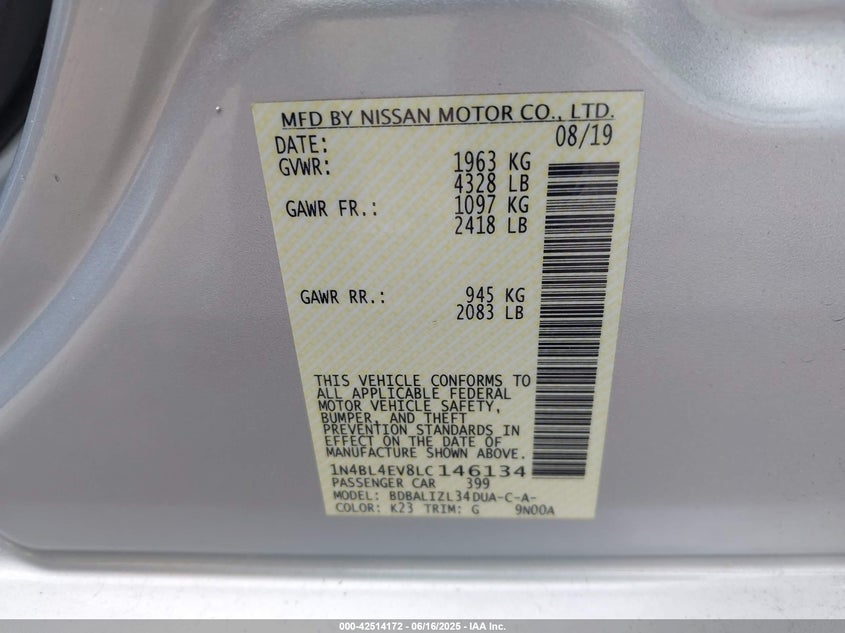 MFD BY NISSAN MOTOR CO., LTD.
DATE: 08/19
GVWR: 1963 KG
4328 LB
GAWR FR.: 1097 KG
2418 LB
GAWR RR.: 945 KG
2083 LB
THIS VEHICLE CONFORMS TO
ALL APPLICABLE FEDERAL
MOTOR VEHICLE SAFETY,
BUMPER, AND THEFT
PREVENTION STANDARDS IN
EFFECT ON THE DATE OF
MANUFACTURE SHOWN ABOVE.
1N4BL4EV8LC146134
PASSENGER CAR 399
MODEL: BDBALIZL34DUA-C-A-
COLOR: K23 TRIM: G 9N00A
000-42514172 - 06/16/2025 - IAA Inc.